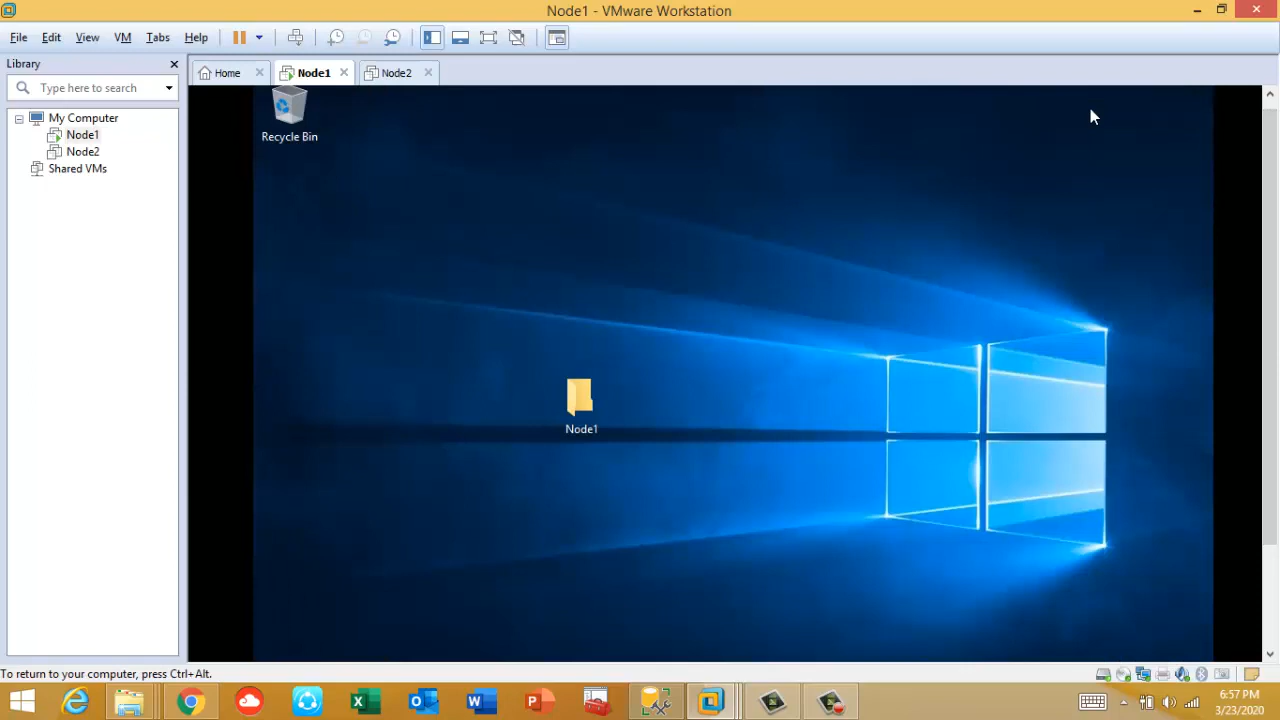 Node1 - VMware Workstation
File Edit View VM Tabs Help
Library
Type here to search
My Computer
Node1
Node2
Shared VMs
Home
Node1
Node2
Recycle Bin
Node1
To return to your computer, press Ctrl+Alt.
6:57 PM
3/23/2020